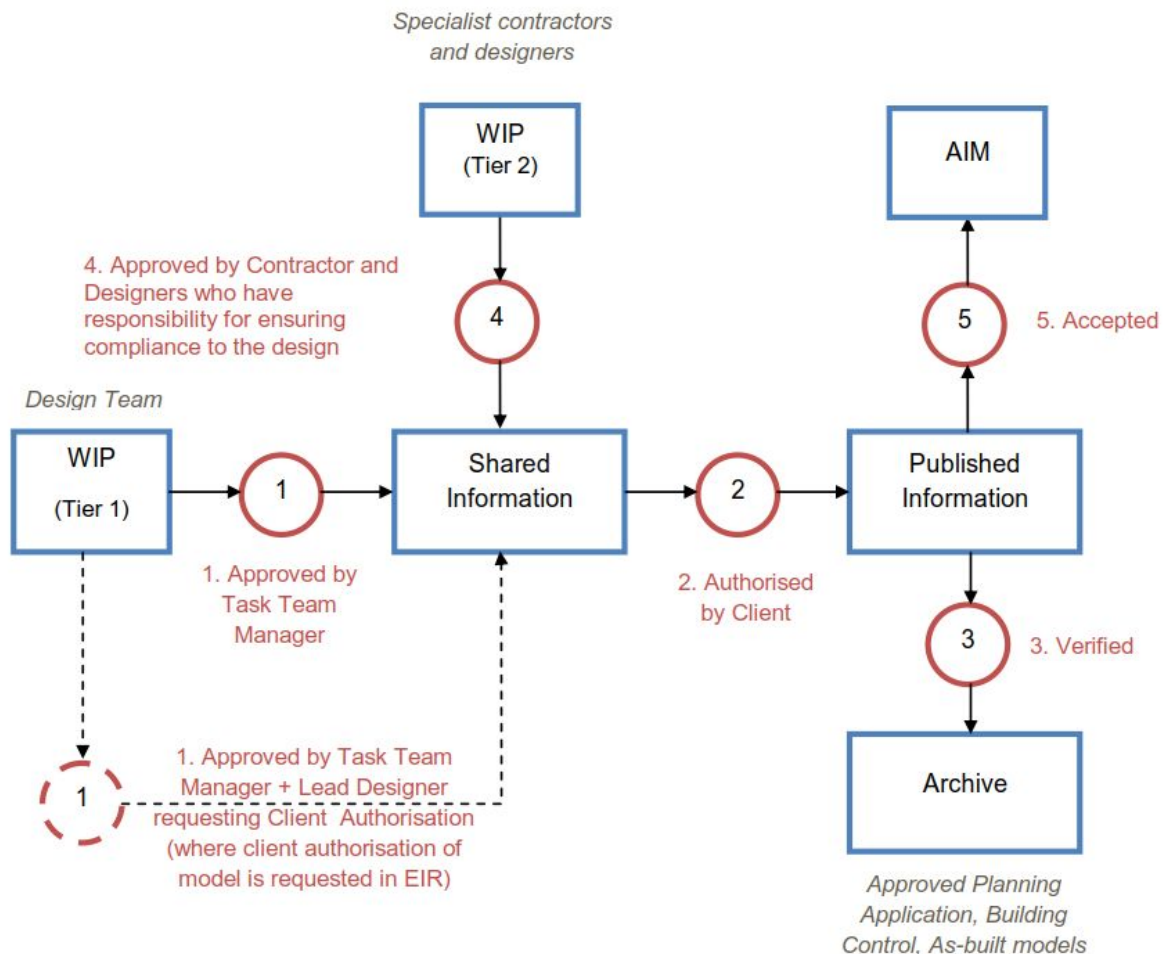 Specialist contractors
and designers
WIP
(Tier 2)
AIM
4. Approved by Contractor and
Designers who have
responsibility for ensuring
compliance to the design
4
5
5. Accepted
Design Team
WIP
(Tier 1)
1
Shared
Information
2
Published
Information
1. Approved by
Task Team
Manager
2. Authorised
by Client
3
3. Verified
1
1. Approved by Task Team
Manager + Lead Designer
requesting Client Authorisation
(where client authorisation of
model is requested in EIR)
Archive
Approved Planning
Application, Building
Control, As-built models